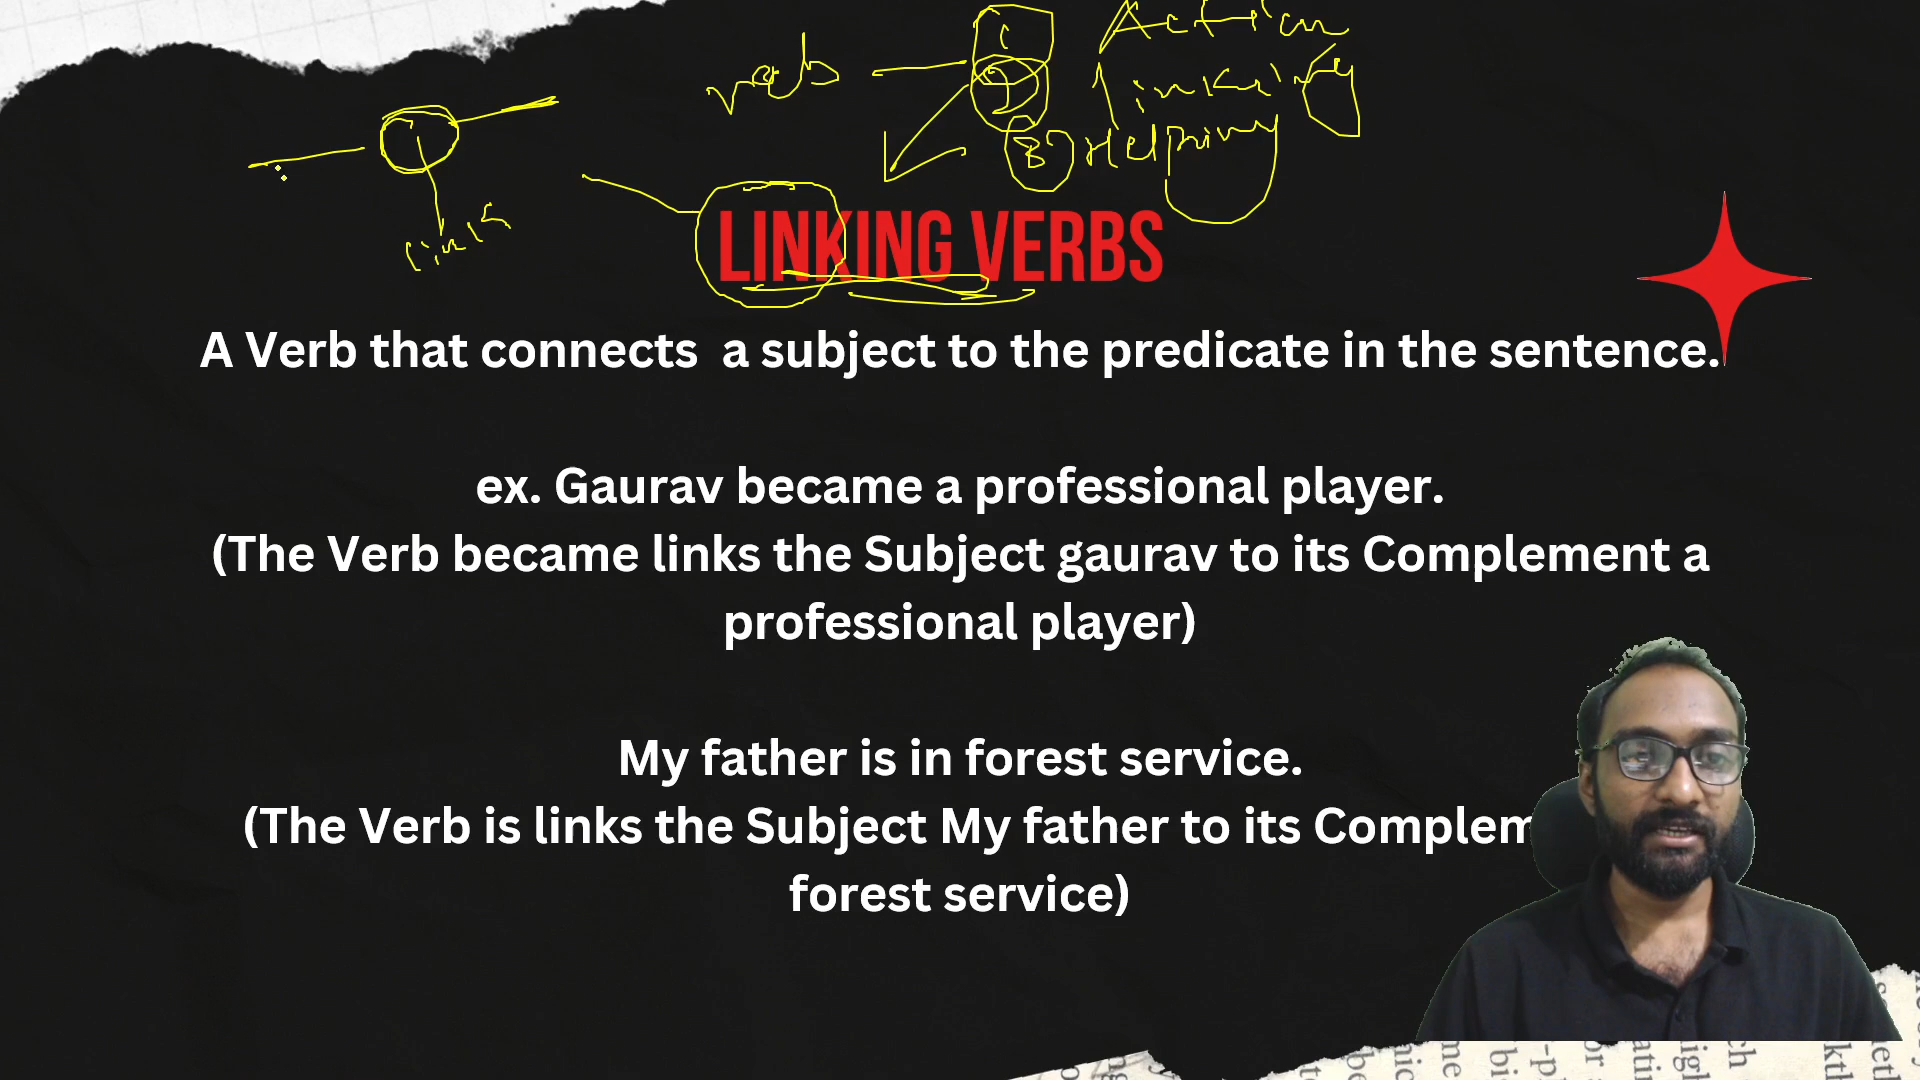 Action
verb
Linking
Helping
link
LINKING VERBS
A Verb that connects a subject to the predicate in the sentence.
ex. Gaurav became a professional player.
(The Verb became links the Subject gaurav to its Complement a
professional player)
My father is in forest service.
(The Verb is links the Subject My father to its Complem
forest service)